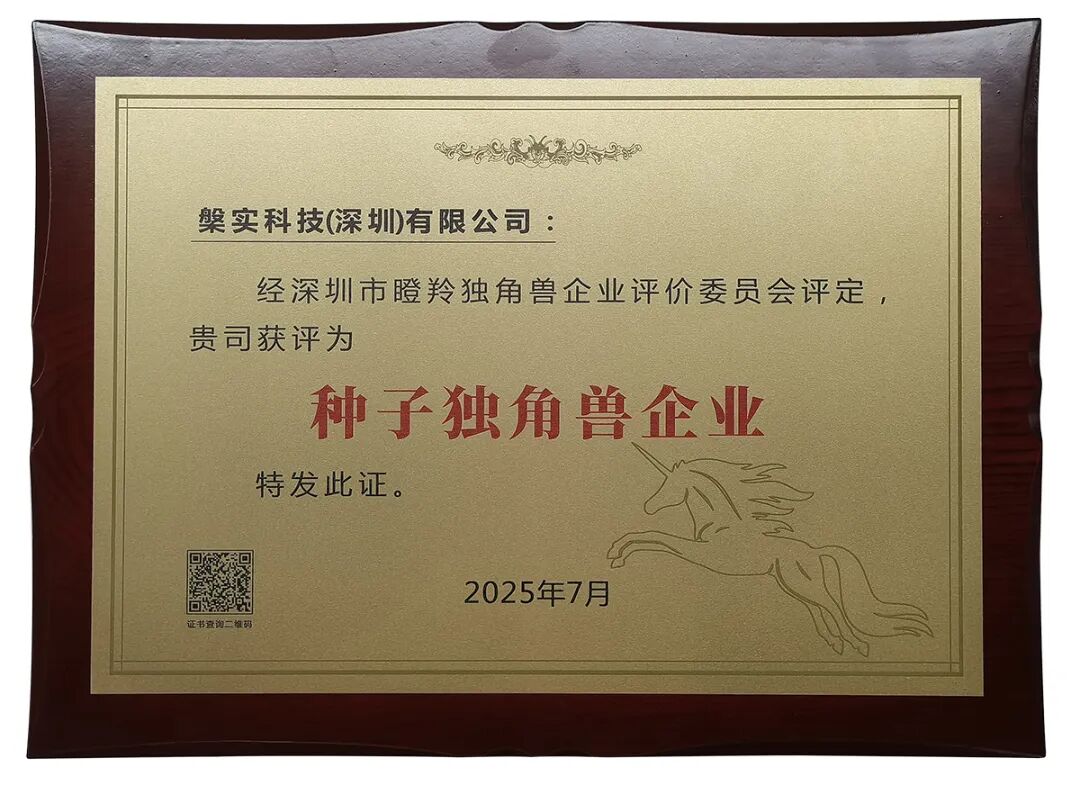 槃实科技(深圳)有限公司：
经深圳市瞪羚独角兽企业评价委员会评定，
贵司获评为
种子独角兽企业
特发此证。
2025年7月
证书查询二维码